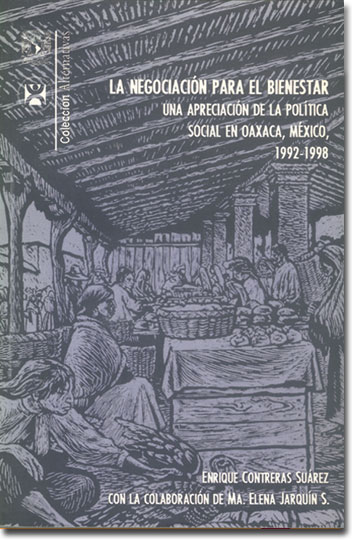 Colección Alternativas
LA NEGOCIACIÓN PARA EL BIENESTAR
UNA APRECIACIÓN DE LA POLÍTICA
SOCIAL EN OAXACA, MÉXICO,
1992-1998
ENRIQUE CONTRERAS SUÁREZ
CON LA COLABORACIÓN DE MA. ELENA JARQUÍN S.